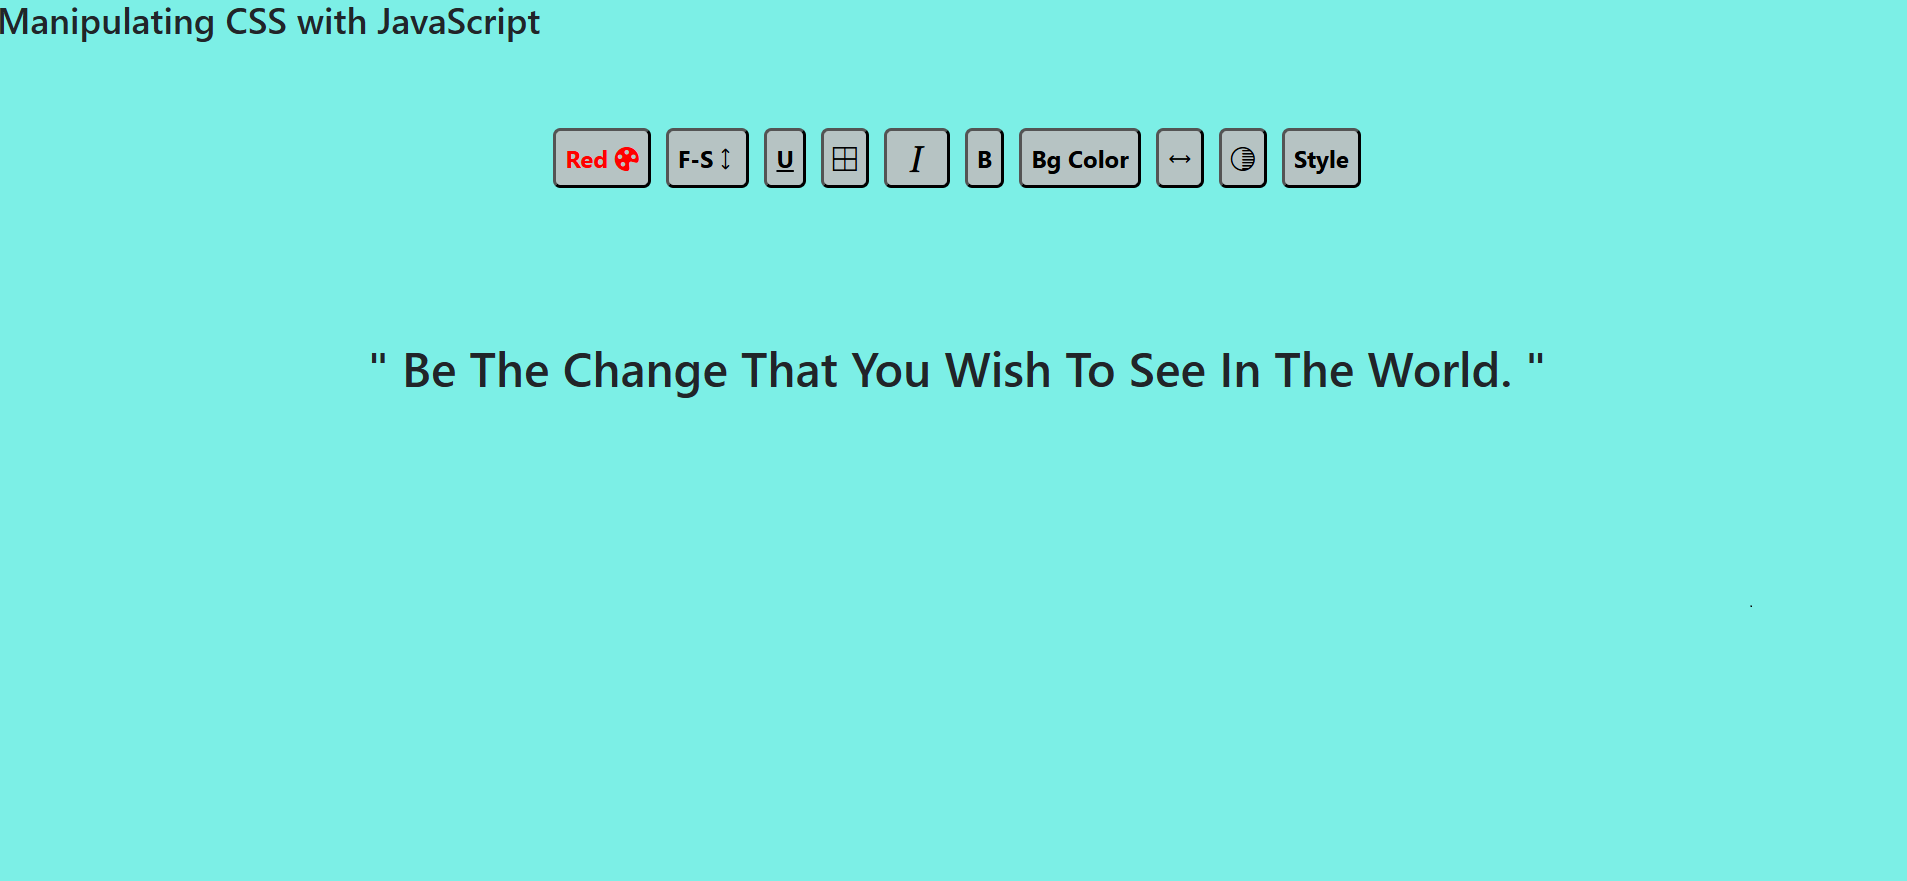 Manipulating CSS with JavaScript
Red F-S U I B Bg Color Style
" Be The Change That You Wish To See In The World. "
.